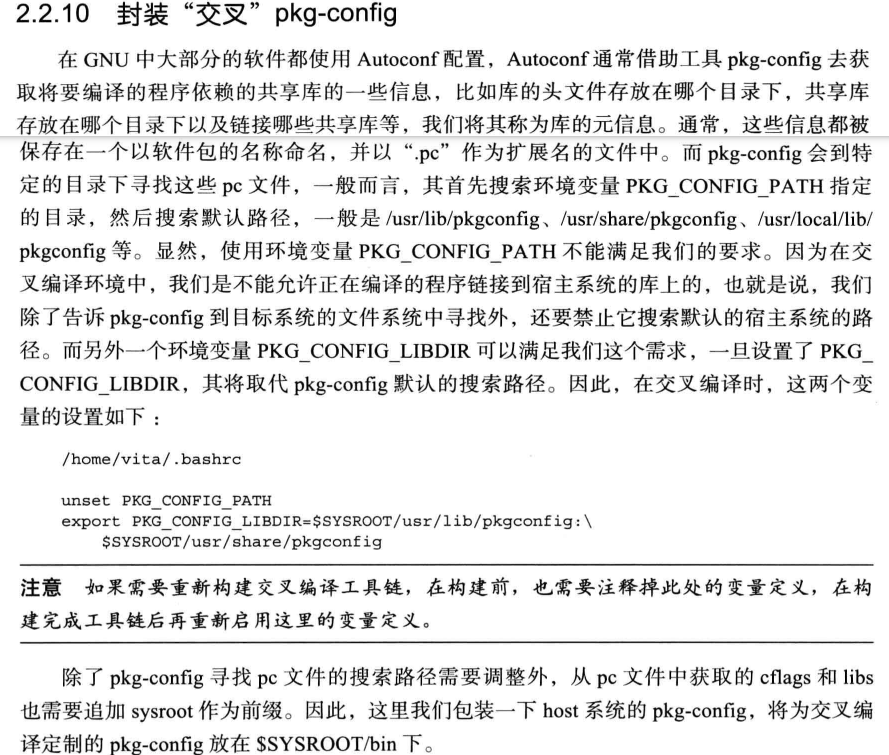 2.2.10 封装“交叉”pkg-config
在 GNU 中大部分的软件都使用 Autoconf 配置，Autoconf 通常借助工具 pkg-config 去获
取将要编译的程序依赖的共享库的一些信息，比如库的头文件存放在哪个目录下，共享库
存放在哪个目录下以及链接哪些共享库等，我们将其称为库的元信息。通常，这些信息都被
保存在一个以软件包的名称命名，并以“.pc”作为扩展名的文件中。而 pkg-config 会到特
定的目录下寻找这些 pc 文件，一般而言，其首先搜索环境变量 PKG_CONFIG_PATH 指定
的目录，然后搜索默认路径，一般是 /usr/lib/pkgconfig、/usr/share/pkgconfig、/usr/local/lib/
pkgconfig 等。显然，使用环境变量 PKG_CONFIG_PATH 不能满足我们的要求。因为在交
叉编译环境中，我们是不能允许正在编译的程序链接到宿主系统的库上的，也就是说，我们
除了告诉 pkg-config 到目标系统的文件系统中寻找外，还要禁止它搜索默认的宿主系统的路
径。而另外一个环境变量 PKG_CONFIG_LIBDIR 可以满足我们这个需求，一旦设置了 PKG_
CONFIG_LIBDIR，其将取代 pkg-config 默认的搜索路径。因此，在交叉编译时，这两个变
量的设置如下：
/home/vita/.bashrc
unset PKG_CONFIG_PATH
export PKG_CONFIG_LIBDIR=$SYSROOT/usr/lib/pkgconfig:\
$SYSROOT/usr/share/pkgconfig
注意 如果需要重新构建交叉编译工具链，在构建前，也需要注释掉此处的变量定义，在构
建完成工具链后再重新启用这里的变量定义。
除了 pkg-config 寻找 pc 文件的搜索路径需要调整外，从 pc 文件中获取的 cflags 和 libs
也需要追加 sysroot 作为前缀。因此，这里我们包装一下 host 系统的 pkg-config，将为交叉编
译定制的 pkg-config 放在 $SYSROOT/bin 下。